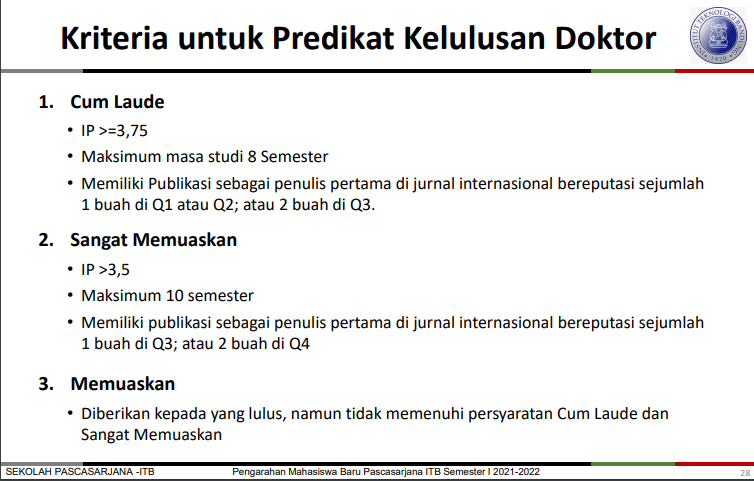 Kriteria untuk Predikat Kelulusan Doktor
INSTITUT TEKNOLOGI BANDUNG
1920
1. Cum Laude
• IP >=3,75
• Maksimum masa studi 8 Semester
• Memiliki Publikasi sebagai penulis pertama di jurnal internasional bereputasi sejumlah
1 buah di Q1 atau Q2; atau 2 buah di Q3.
2. Sangat Memuaskan
• IP >3,5
• Maksimum 10 semester
• Memiliki publikasi sebagai penulis pertama di jurnal internasional bereputasi sejumlah
1 buah di Q3; atau 2 buah di Q4
3. Memuaskan
• Diberikan kepada yang lulus, namun tidak memenuhi persyaratan Cum Laude dan
Sangat Memuaskan
SEKOLAH PASCASARJANA -ITB
Pengarahan Mahasiswa Baru Pascasarjana ITB Semester I 2021-2022
28